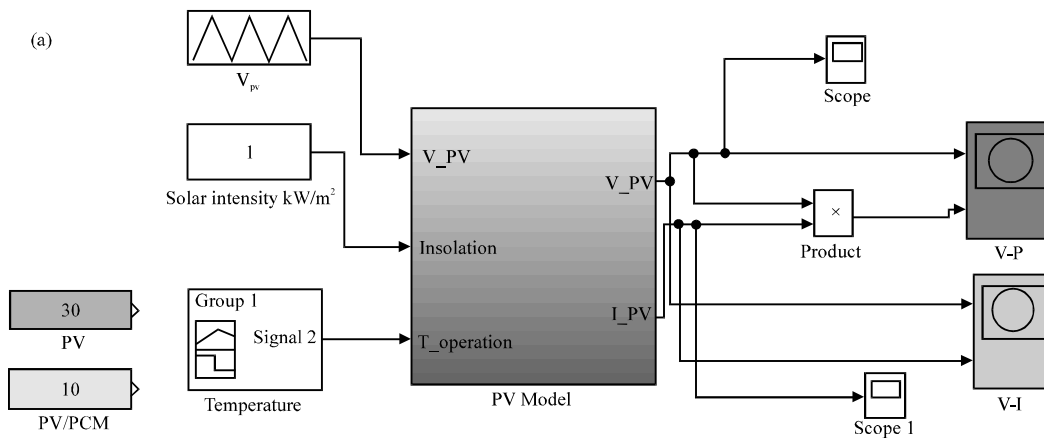 (a)
V_pv
1
Solar intensity kW/m²
30
PV
10
PV/PCM
Group 1
Signal 2
Temperature
V_PV
Insolation
T_operation
V_PV
I_PV
PV Model
Scope
×
Product
V-P
V-I
Scope 1